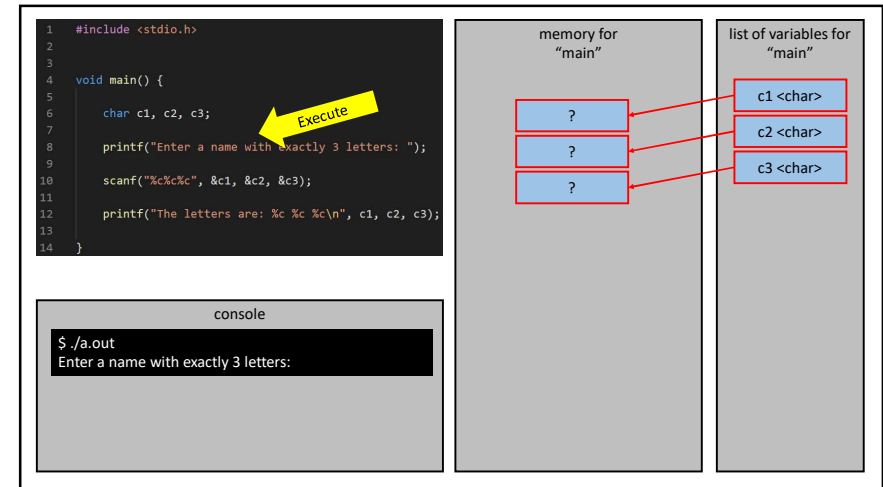 1 #include <stdio.h>
2
3
4 void main() {
5
6 char c1, c2, c3;
7
8 printf("Enter a name with exactly 3 letters: ");
9
10 scanf("%c%c%c", &c1, &c2, &c3);
11
12 printf("The letters are: %c %c %c\n", c1, c2, c3);
13
14 }
Execute
console
$ ./a.out
Enter a name with exactly 3 letters:
memory for
"main"
?
?
?
list of variables for
"main"
c1 <char>
c2 <char>
c3 <char>